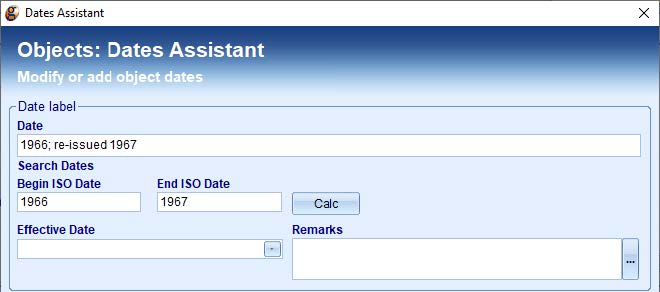 Dates Assistant
Objects: Dates Assistant
Modify or add object dates
Date label
Date
1966; re-issued 1967
Search Dates
Begin ISO Date End ISO Date
1966 1967 Calc
Effective Date Remarks
...